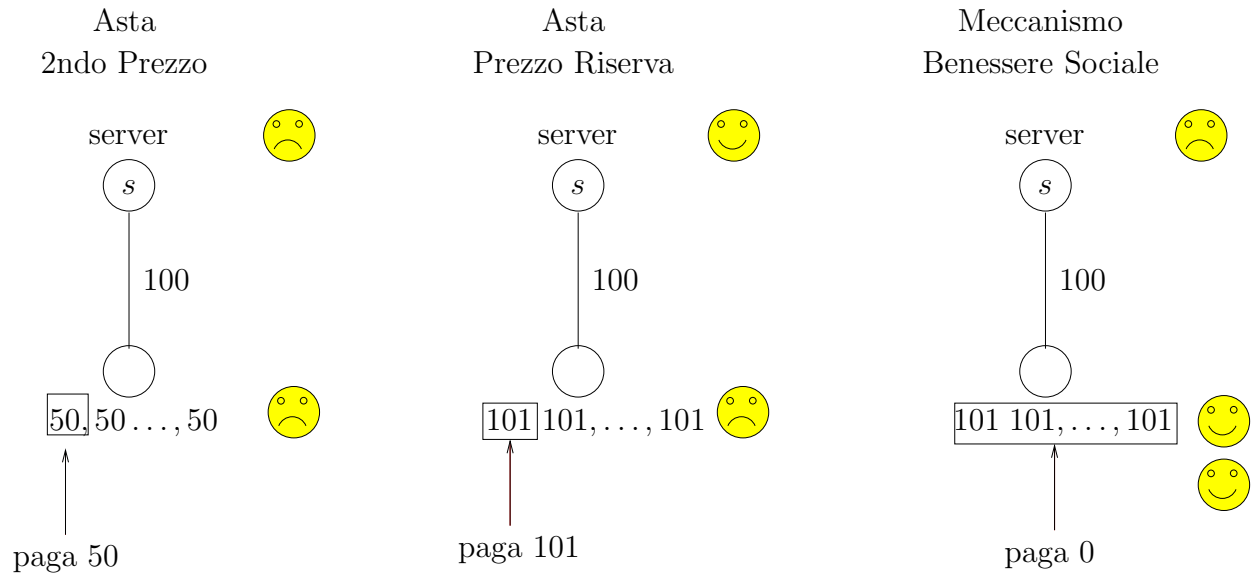 Asta
2ndo Prezzo
server
s
100
50, 50 . . . , 50
paga 50
Asta
Prezzo Riserva
server
s
100
101 101, . . . , 101
paga 101
Meccanismo
Benessere Sociale
server
s
100
101 101, . . . , 101
paga 0